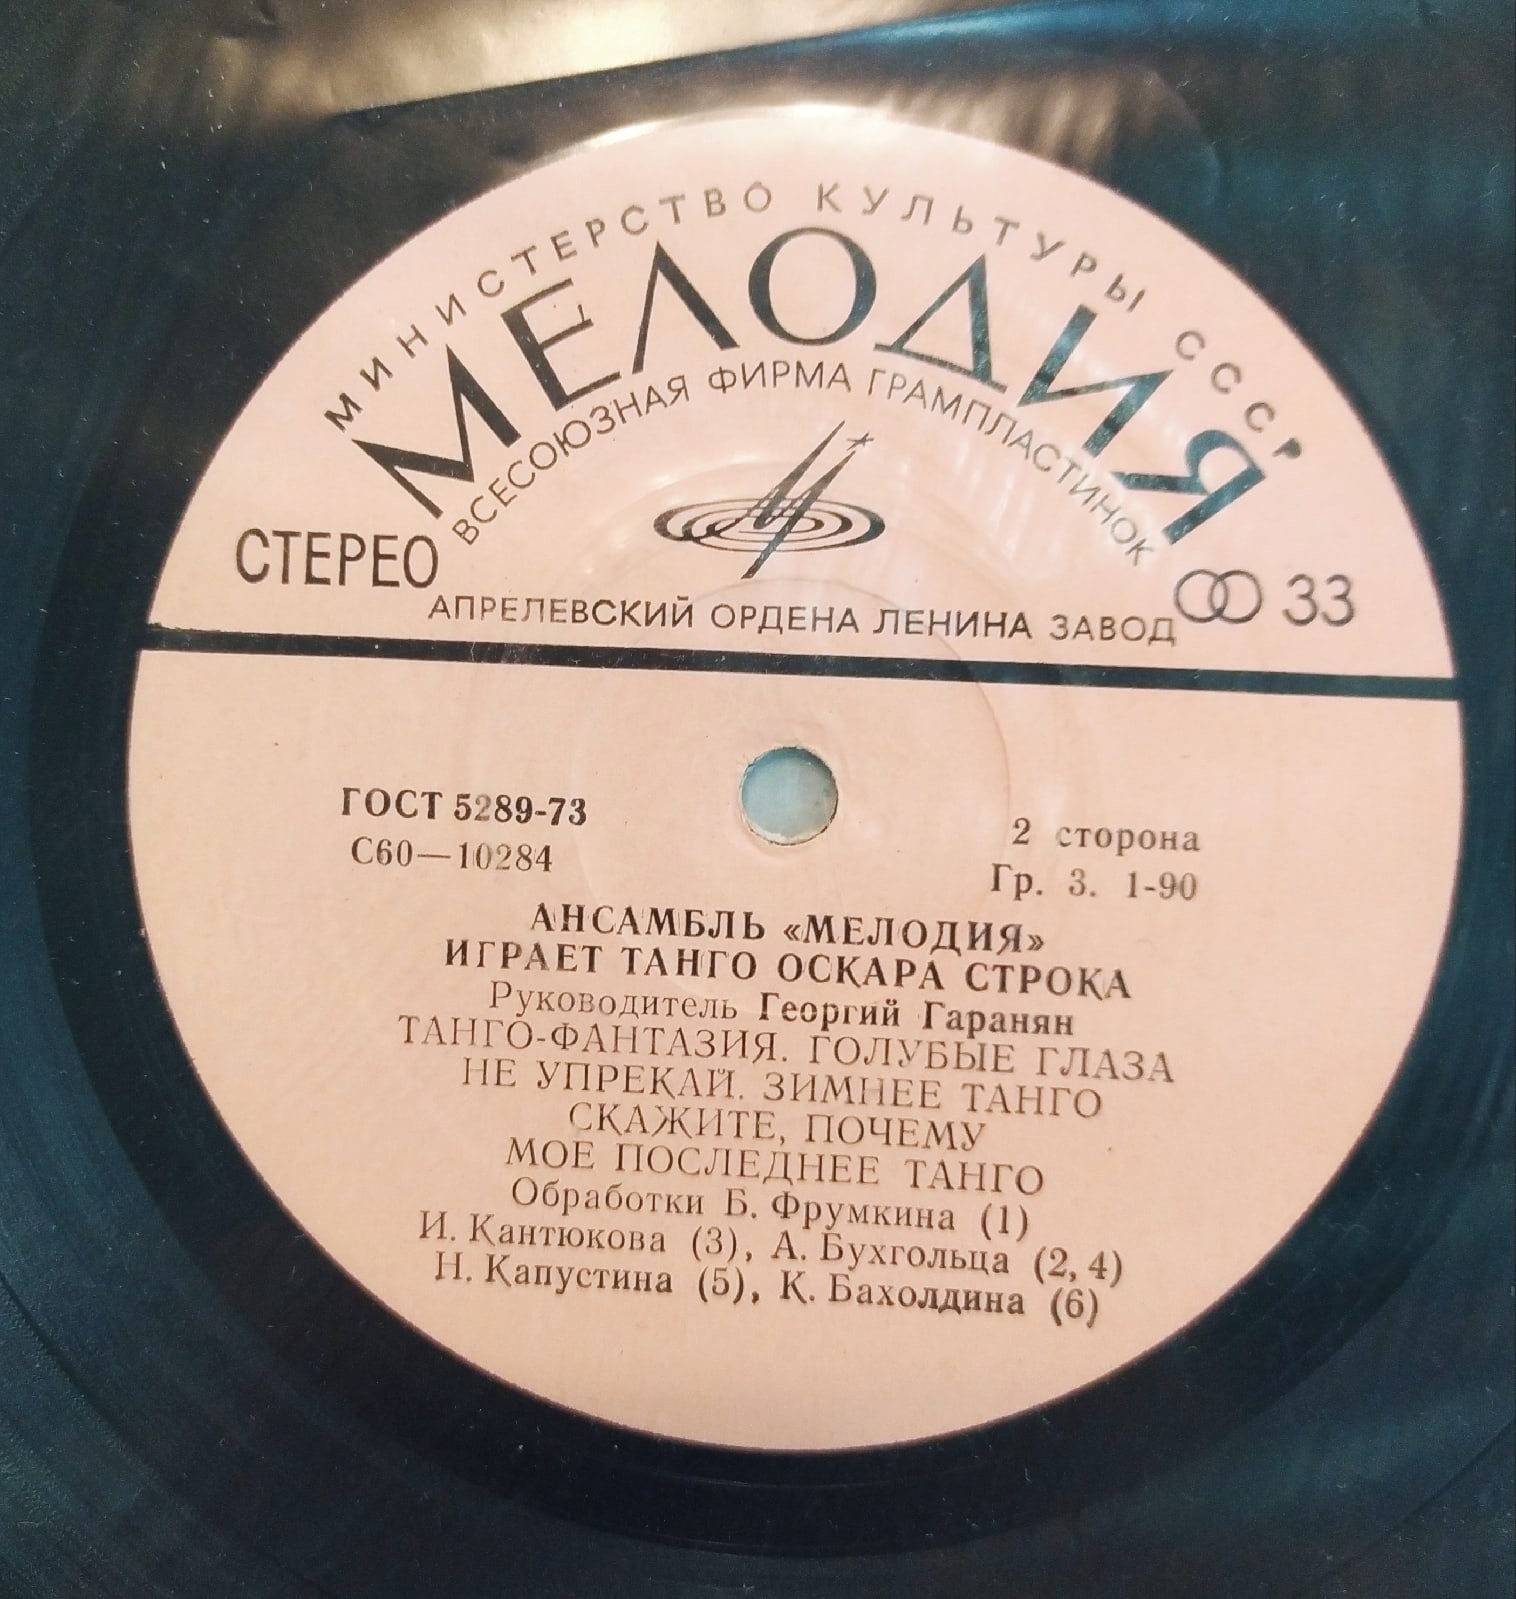 МИНИСТЕРСТВО КУЛЬТУРЫ СССР
МЕЛОДИЯ
ВСЕСОЮЗНАЯ ФИРМА ГРАМПЛАСТИНОК
СТЕРЕО
33
АПРЕЛЕВСКИЙ ОРДЕНА ЛЕНИНА ЗАВОД
ГОСТ 5289-73
2 сторона
С60—10284
Гр. 3. 1-90
АНСАМБЛЬ «МЕЛОДИЯ»
ИГРАЕТ ТАНГО ОСКАРА СТРОКА
Руководитель Георгий Гаранян
ТАНГО-ФАНТАЗИЯ. ГОЛУБЫЕ ГЛАЗА
НЕ УПРЕКАЙ. ЗИМНЕЕ ТАНГО
СКАЖИТЕ, ПОЧЕМУ
МОЕ ПОСЛЕДНЕЕ ТАНГО
Обработки Б. Фрумкина (1)
И. Кантюкова (3), А. Бухгольца (2, 4)
Н. Капустина (5), К. Бахолдина (6)